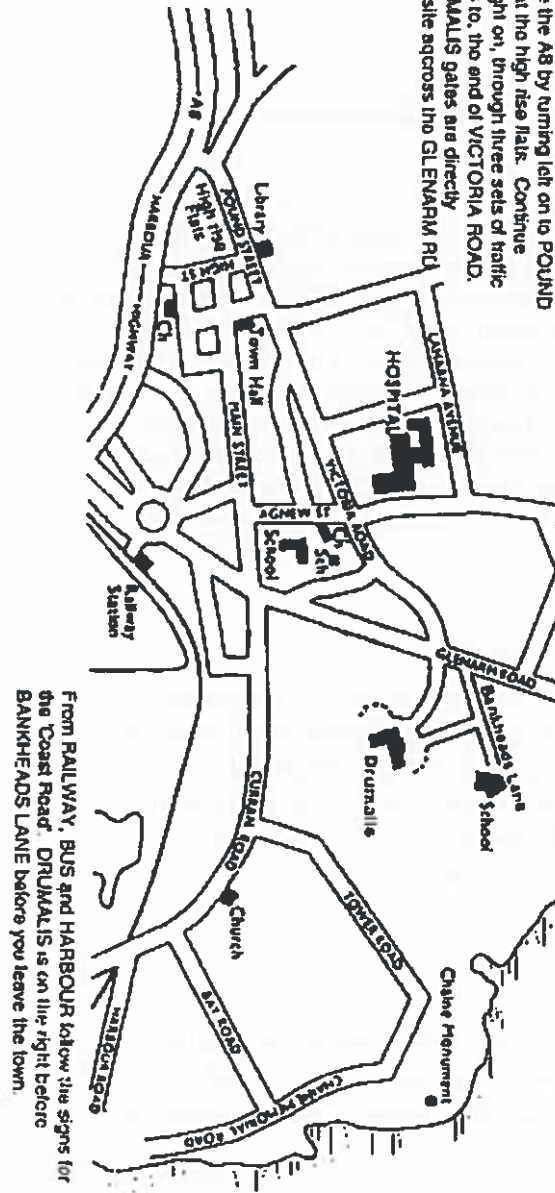 e the A8 by turning left on to POUND
at the high rise flats. Continue
ght on, through three sets of traffic
s to, the end of VICTORIA ROAD.
MALIS gates are directly
site across the GLENARM RD
A8
HARBOUR HIGHWAY
Library
POUND STREET
High rise
Flats
Ch
Town Hall
MAIN STREET
HOSPITAL
VICTORIA ROAD
ST
Ch
Sch
School
Railway
Station
GLENARM ROAD
Bankheads Lane
School
Drumalis
CURRAN ROAD
Church
TOWER ROAD
BAY ROAD
Chaine Monument
CHAINE MEMORIAL ROAD
HARBOUR ROAD
From RAILWAY, BUS and HARBOUR follow the signs for
the 'Coast Road'. DRUMALIS is on the right before
BANKHEADS LANE before you leave the town.